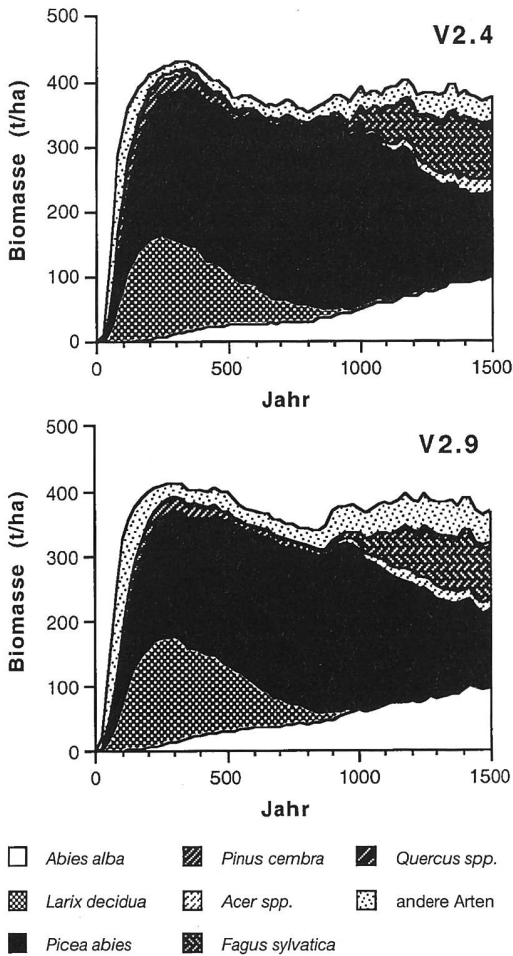 500
V2.4
400
Biomasse (t/ha)
300
200
100
0
0 500 1000 1500
Jahr
500
V2.9
400
Biomasse (t/ha)
300
200
100
0
0 500 1000 1500
Jahr
Abies alba Pinus cembra Quercus spp.
Larix decidua Acer spp. andere Arten
Picea abies Fagus sylvatica